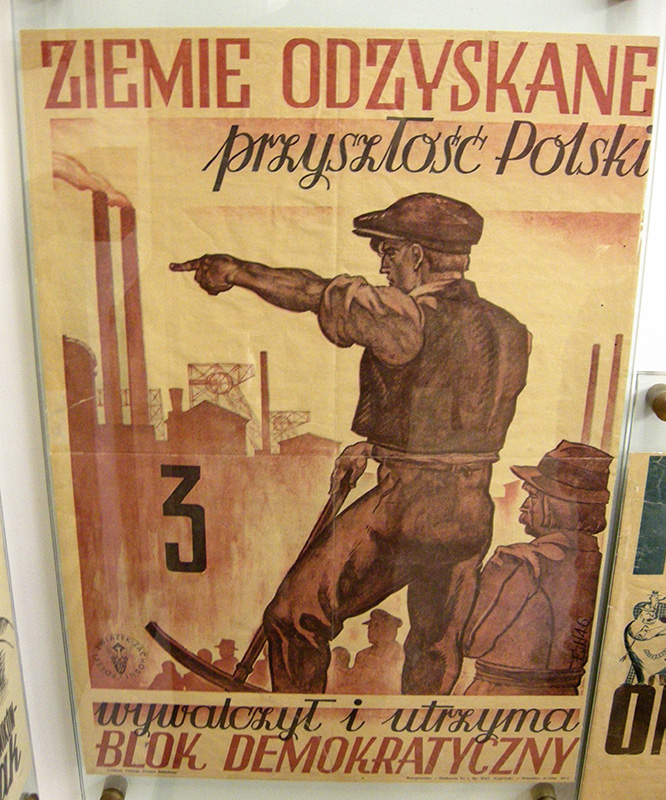 ZIEMIE ODZYSKANE
przyszłość Polski
3
wywalczył i utrzyma
BLOK DEMOKRATYCZNY